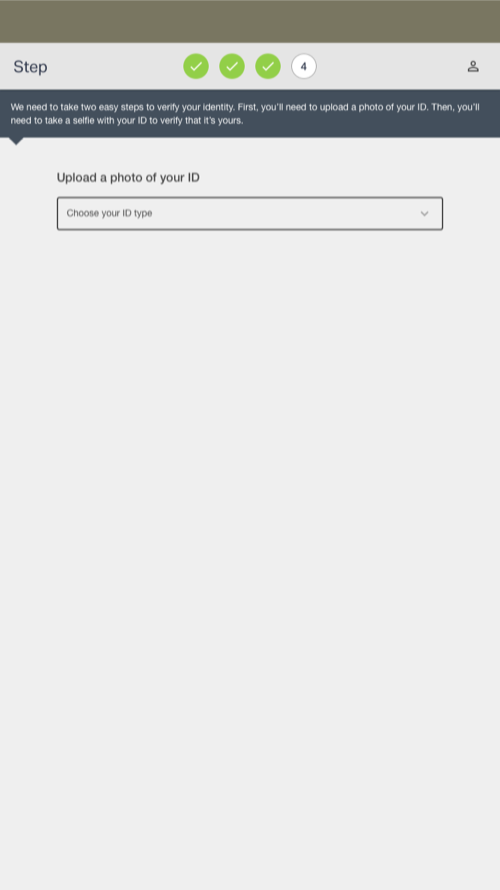 Step 4
We need to take two easy steps to verify your identity. First, you'll need to upload a photo of your ID. Then, you'll
need to take a selfie with your ID to verify that it's yours.
Upload a photo of your ID
Choose your ID type